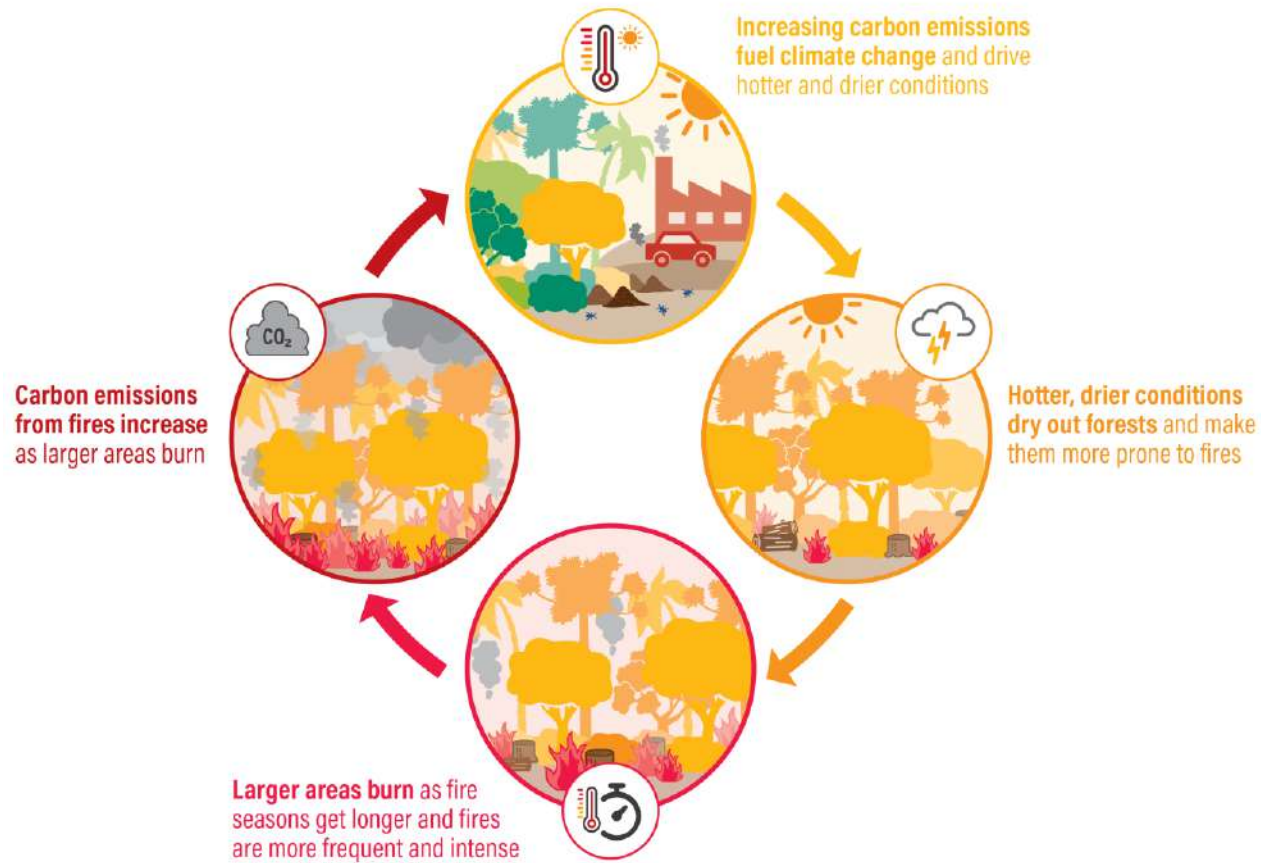 Increasing carbon emissions
fuel climate change and drive
hotter and drier conditions
Hotter, drier conditions
dry out forests and make
them more prone to fires
Larger areas burn as fire
seasons get longer and fires
are more frequent and intense
CO₂
Carbon emissions
from fires increase
as larger areas burn